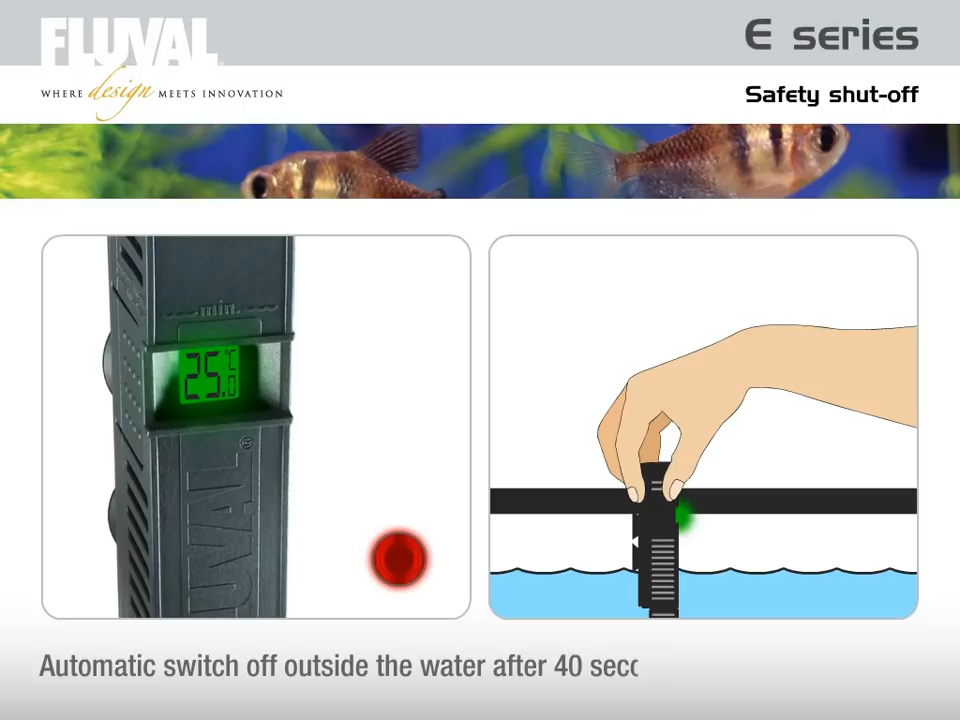 FLUVAL
E series
WHERE design MEETS INNOVATION
Safety shut-off
min.
25.0 °C
FLUVAL®
Automatic switch off outside the water after 40 sec